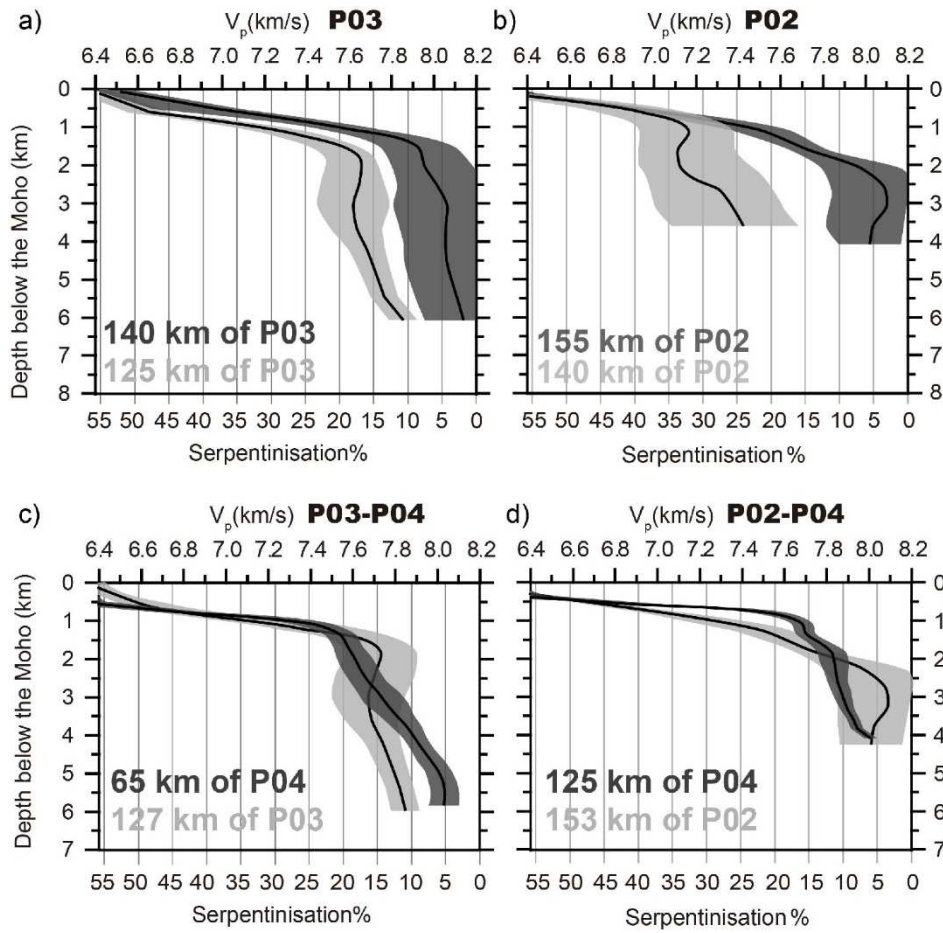 a) Vp(km/s) P03
6.4 6.6 6.8 7.0 7.2 7.4 7.6 7.8 8.0 8.2
0
1
2
3
4
5
6
7
8
Depth below the Moho (km)
140 km of P03
125 km of P03
55 50 45 40 35 30 25 20 15 10 5 0
Serpentinisation%
b) Vp(km/s) P02
6.4 6.6 6.8 7.0 7.2 7.4 7.6 7.8 8.0 8.2
0
1
2
3
4
5
6
7
8
155 km of P02
140 km of P02
55 50 45 40 35 30 25 20 15 10 5 0
Serpentinisation%
c) Vp(km/s) P03-P04
6.4 6.6 6.8 7.0 7.2 7.4 7.6 7.8 8.0 8.2
0
1
2
3
4
5
6
7
Depth below the Moho (km)
65 km of P04
127 km of P03
55 50 45 40 35 30 25 20 15 10 5 0
Serpentinisation%
d) Vp(km/s) P02-P04
6.4 6.6 6.8 7.0 7.2 7.4 7.6 7.8 8.0 8.2
0
1
2
3
4
5
6
7
125 km of P04
153 km of P02
55 50 45 40 35 30 25 20 15 10 5 0
Serpentinisation%